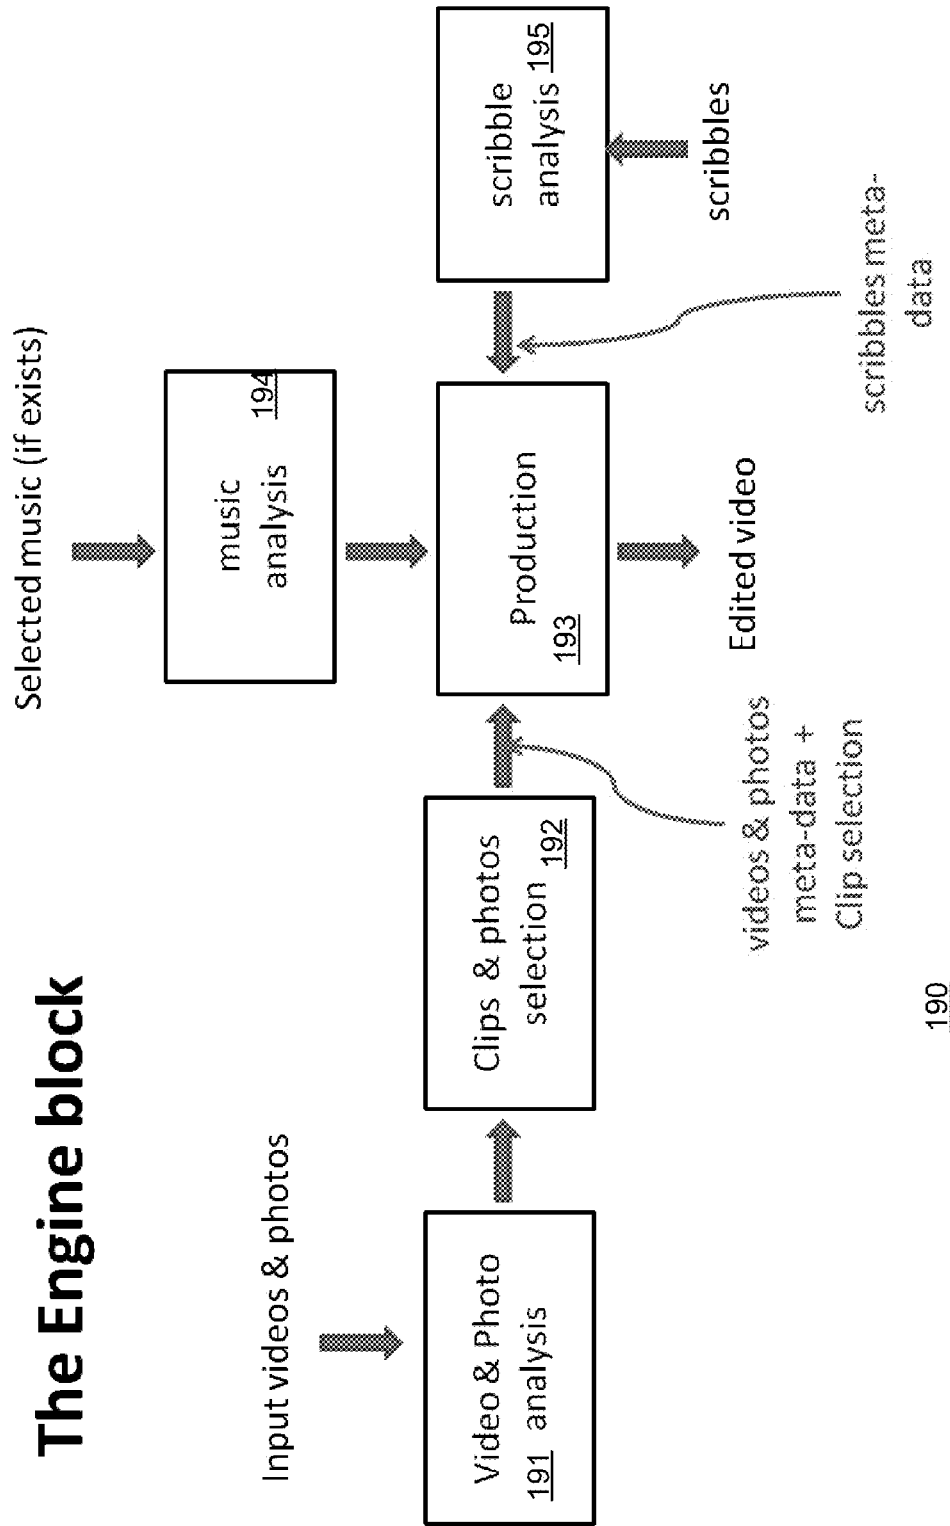 The Engine block
Selected music (if exists)
Input videos & photos
music
analysis
194
Video & Photo
191 analysis
Clips & photos
selection 192
Production
193
scribble
analysis 195
Edited video
scribbles
videos & photos
meta-data +
Clip selection
scribbles meta-
data
190